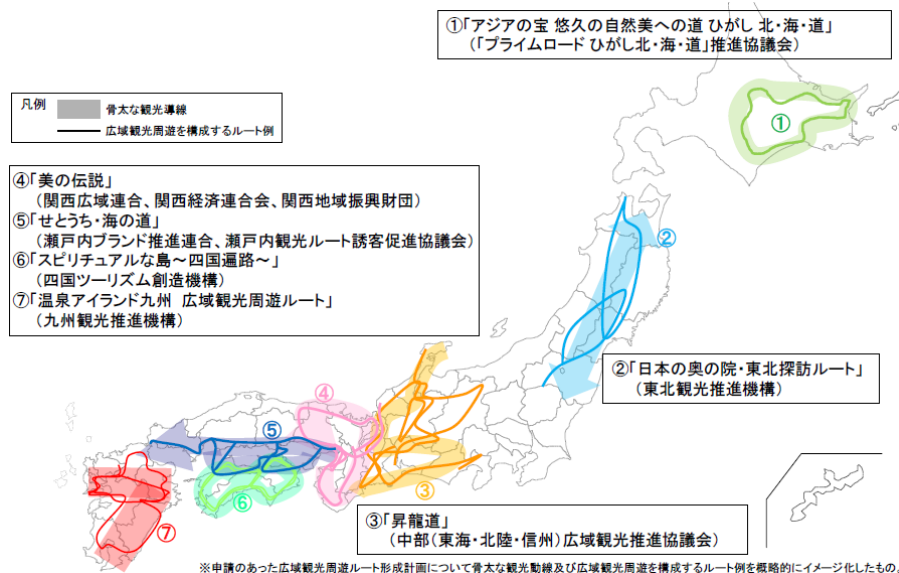 ①「アジアの宝 悠久の自然美への道 ひがし 北・海・道」
（「プライムロード ひがし北・海・道」推進協議会）
凡例
骨太な観光導線
広域観光周遊を構成するルート例
①
④「美の伝説」
（関西広域連合、関西経済連合会、関西地域振興財団）
⑤「せとうち・海の道」
（瀬戸内ブランド推進連合、瀬戸内観光ルート誘客促進協議会）
⑥「スピリチュアルな島～四国遍路～」
（四国ツーリズム創造機構）
⑦「温泉アイランド九州 広域観光周遊ルート」
（九州観光推進機構）
②
②「日本の奥の院・東北探訪ルート」
（東北観光推進機構）
④
⑤
③
⑥
⑦
③「昇龍道」
（中部（東海・北陸・信州）広域観光推進協議会）
※申請のあった広域観光周遊ルート形成計画について骨太な観光動線及び広域観光周遊を構成するルート例を概略的にイメージ化したもの。